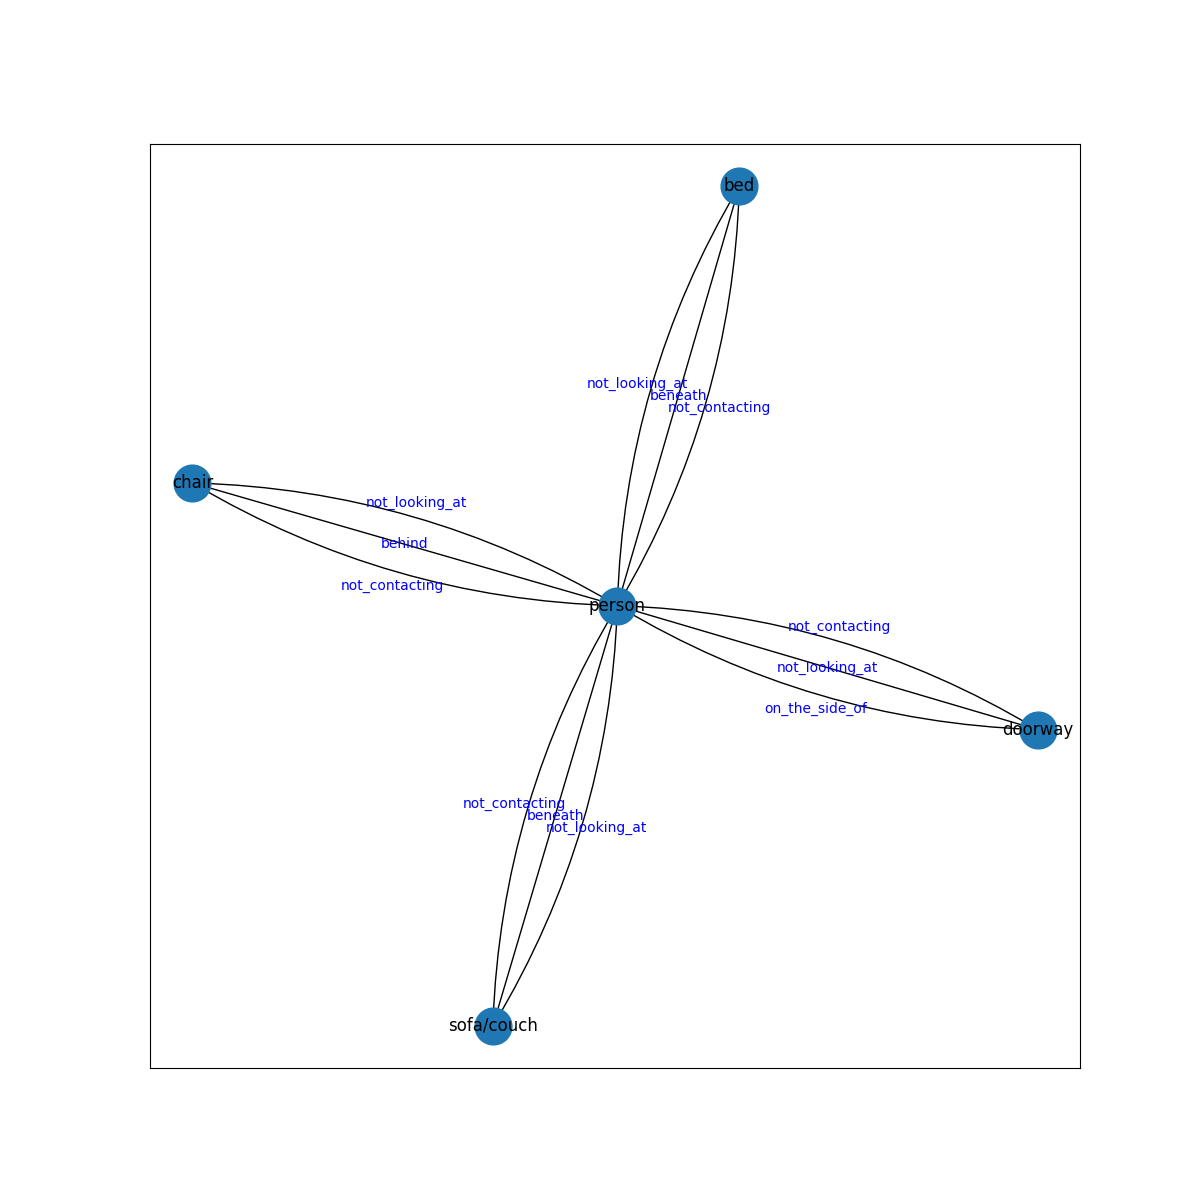 bed
not_looking_at
beneath
not_contacting
chair
not_looking_at
behind
not_contacting
person
not_contacting
not_looking_at
on_the_side_of
doorway
not_contacting
beneath
not_looking_at
sofa/couch